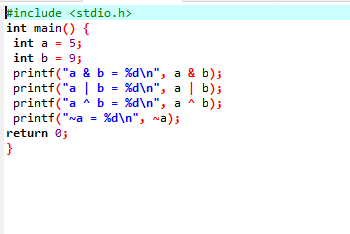 #include <stdio.h>
int main() {
 int a = 5;
 int b = 9;
 printf("a & b = %d\n", a & b);
 printf("a | b = %d\n", a | b);
 printf("a ^ b = %d\n", a ^ b);
 printf("~a = %d\n", ~a);
return 0;
}